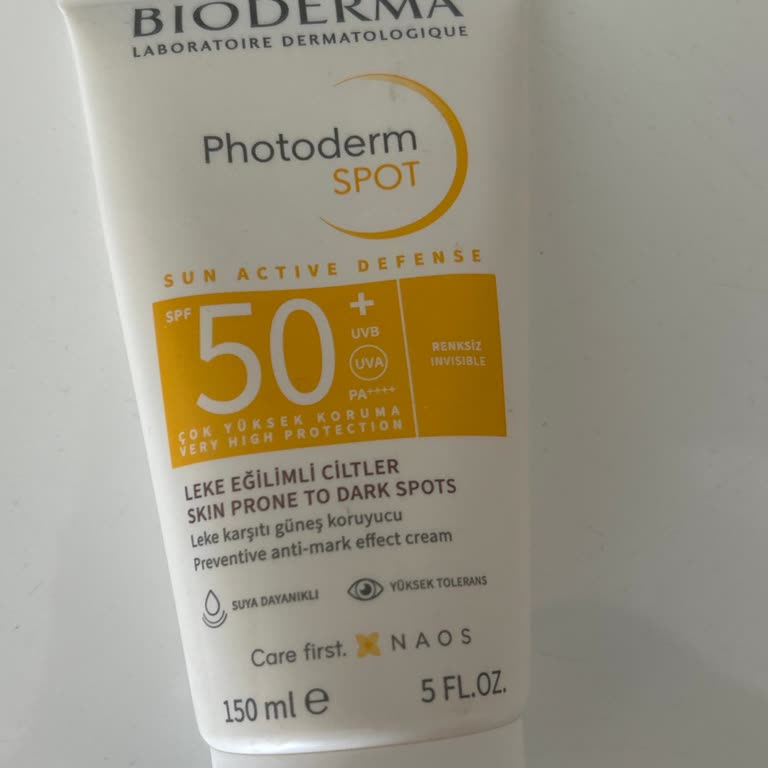 BIODERMA
LABORATOIRE DERMATOLOGIQUE
Photoderm
SPOT
SUN ACTIVE DEFENSE
SPF 50+
UVB
UVA
PA++++
RENKSİZ
INVISIBLE
ÇOK YÜKSEK KORUMA
VERY HIGH PROTECTION
LEKE EĞİLİMLİ CİLTLER
SKIN PRONE TO DARK SPOTS
Leke karşıtı güneş koruyucu
Preventive anti-mark effect cream
SUYA DAYANIKLI
YÜKSEK TOLERANS
Care first. NAOS
150 ml e 5 FL.OZ.